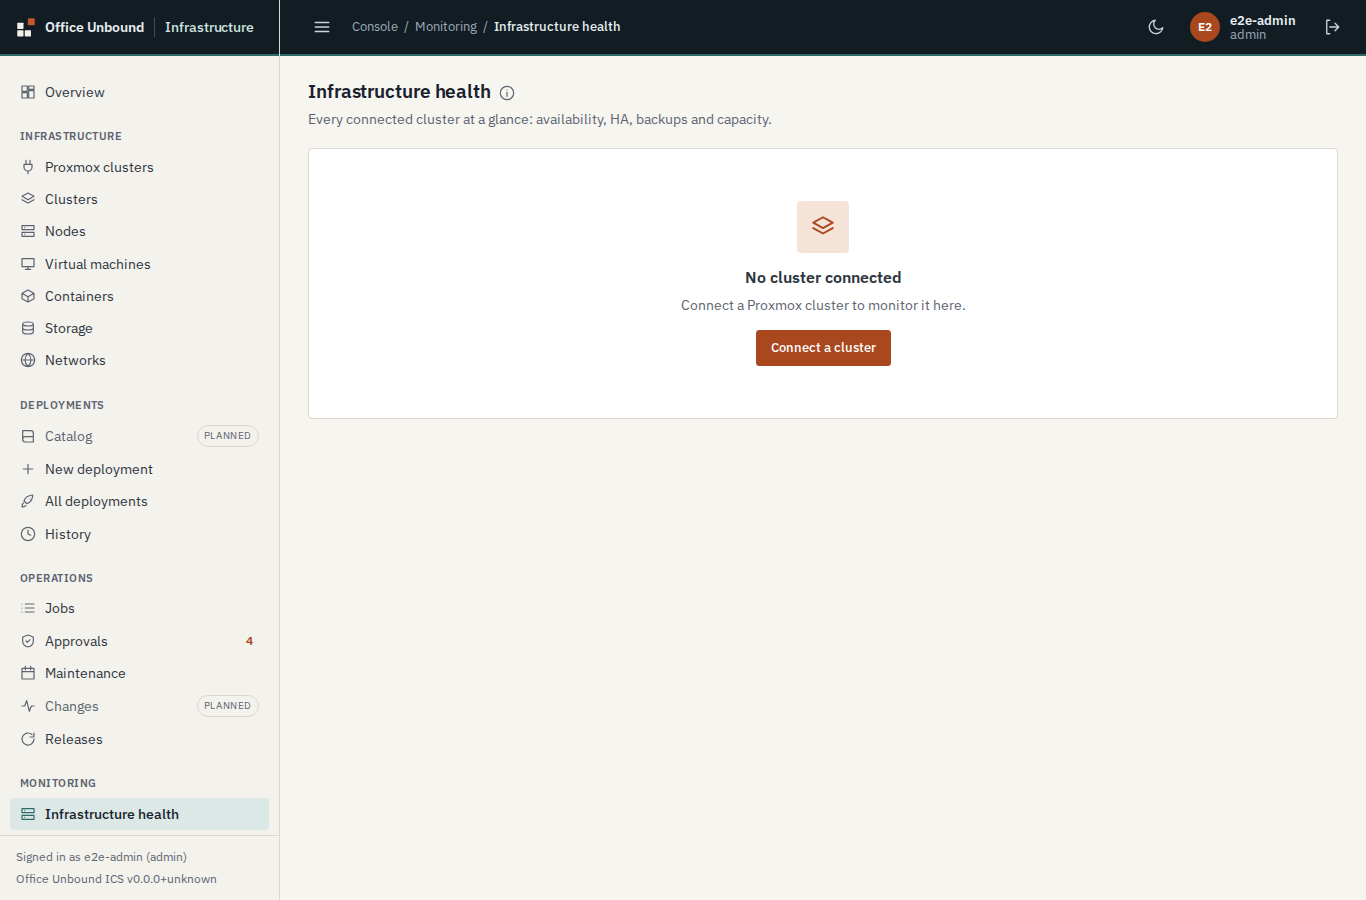 Office Unbound
Infrastructure
Console / Monitoring / Infrastructure health
E2
e2e-admin
admin
Overview
INFRASTRUCTURE
Proxmox clusters
Clusters
Nodes
Virtual machines
Containers
Storage
Networks
DEPLOYMENTS
Catalog PLANNED
New deployment
All deployments
History
OPERATIONS
Jobs
Approvals 4
Maintenance
Changes PLANNED
Releases
MONITORING
Infrastructure health
Signed in as e2e-admin (admin)
Office Unbound ICS v0.0.0+unknown
Infrastructure health
Every connected cluster at a glance: availability, HA, backups and capacity.
No cluster connected
Connect a Proxmox cluster to monitor it here.
Connect a cluster